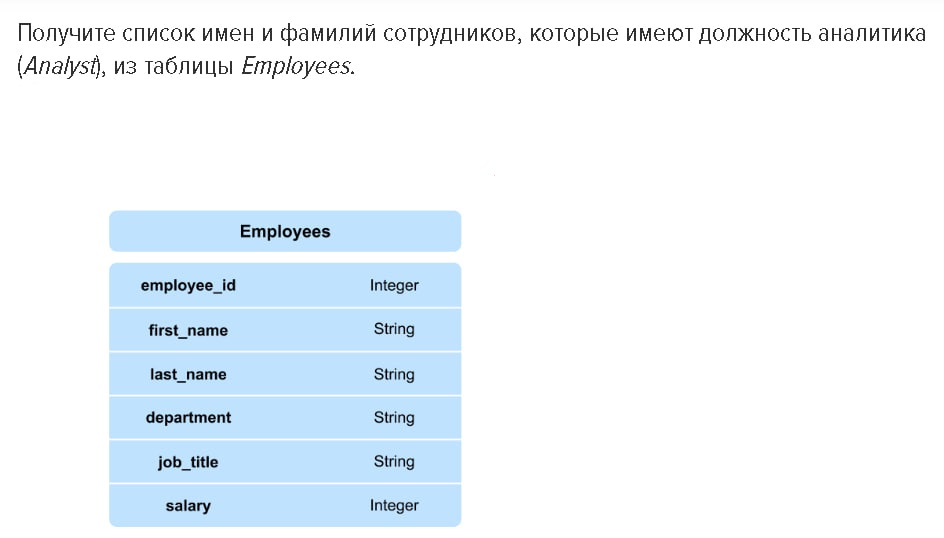 Получите список имен и фамилий сотрудников, которые имеют должность аналитика
(Analyst), из таблицы Employees.
Employees
employee_id Integer
first_name String
last_name String
department String
job_title String
salary Integer